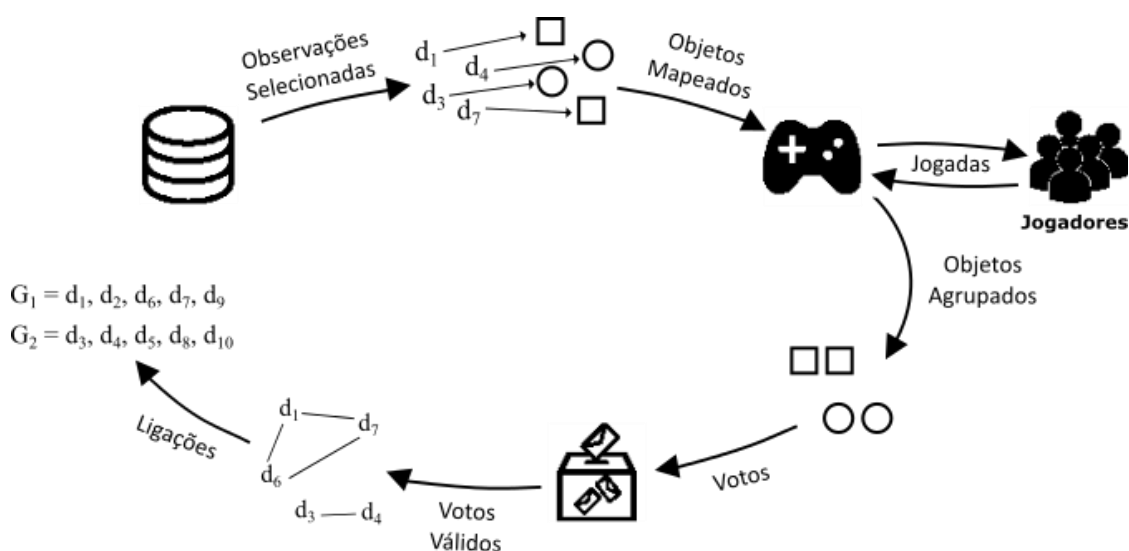 Observações
Selecionadas
d₁
d₄
d₃
d₇
Objetos
Mapeados
Jogadas
Jogadores
Objetos
Agrupados
Votos
Votos
Válidos
d₁
d₇
d₆
d₃
d₄
Ligações
G₁ = d₁, d₂, d₆, d₇, d₉
G₂ = d₃, d₄, d₅, d₈, d₁₀